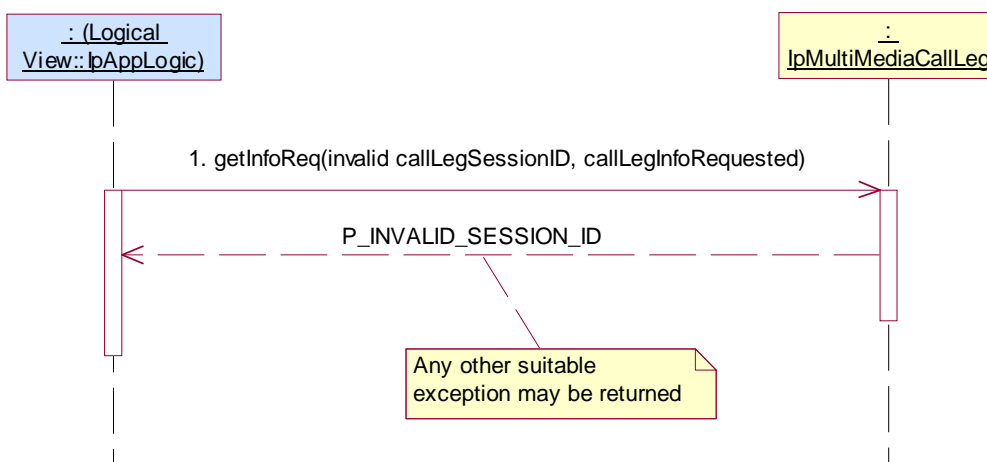 : (Logical
View::IpAppLogic)
:
IpMultiMediaCallLeg
1. getInfoReq(invalid callLegSessionID, callLegInfoRequested)
P_INVALID_SESSION_ID
Any other suitable
exception may be returned